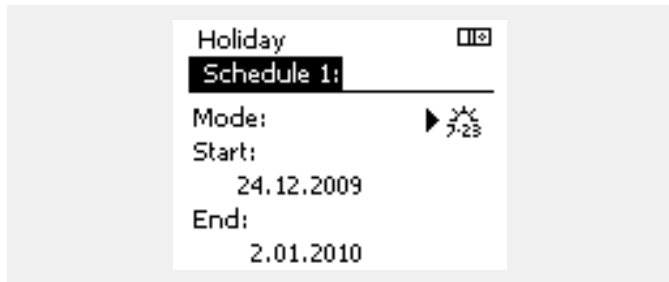 Holiday
Schedule 1:
Mode:
7-23
Start:
24.12.2009
End:
2.01.2010